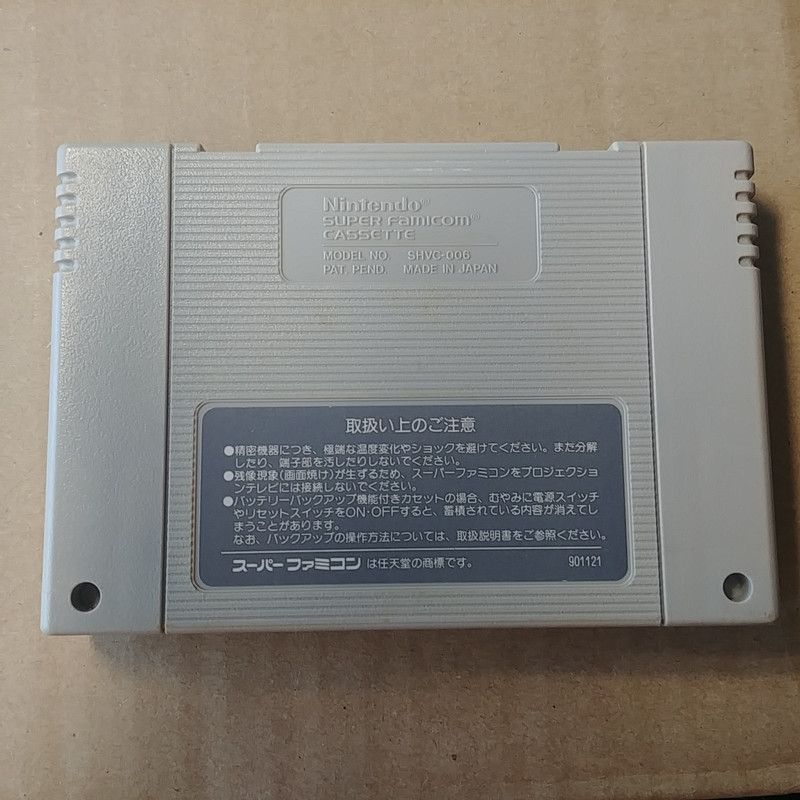 Nintendo®
SUPER Famicom®
CASSETTE
MODEL NO. SHVC-006
PAT. PEND. MADE IN JAPAN
取扱い上のご注意
●精密機器につき、極端な温度変化やショックを避けてください。また分解
したり、端子部を汚したりしないでください。
●残像現象(画面焼け)が生ずるため、スーパーファミコンをプロジェクショ
ンテレビには接続しないでください。
●バッテリーバックアップ機能付きカセットの場合、むやみに電源スイッチ
やリセットスイッチをON・OFFすると、蓄積されている内容が消えてし
まうことがあります。
なお、バックアップの操作方法については、取扱説明書をご参照ください。
スーパーファミコン は任天堂の商標です。 901121